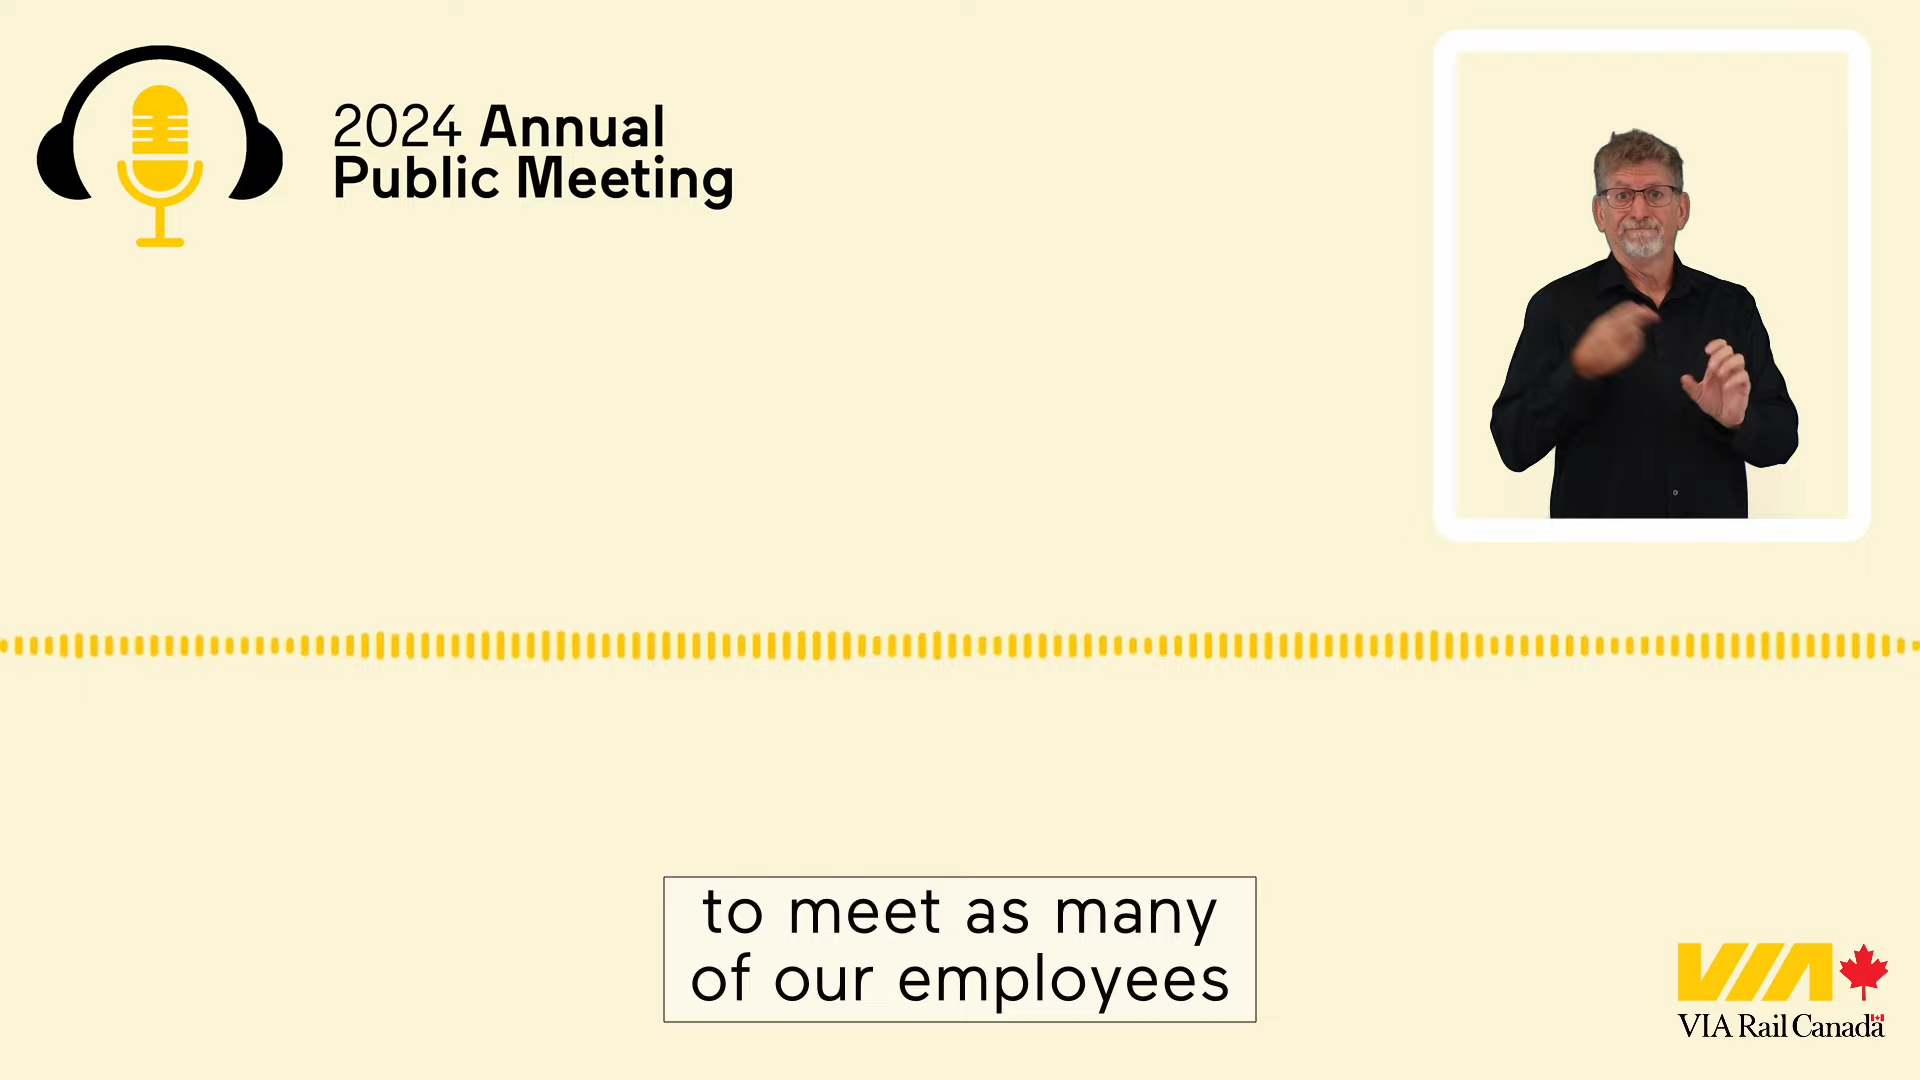 2024 Annual
Public Meeting
to meet as many
of our employees
VIA
VIA Rail Canada